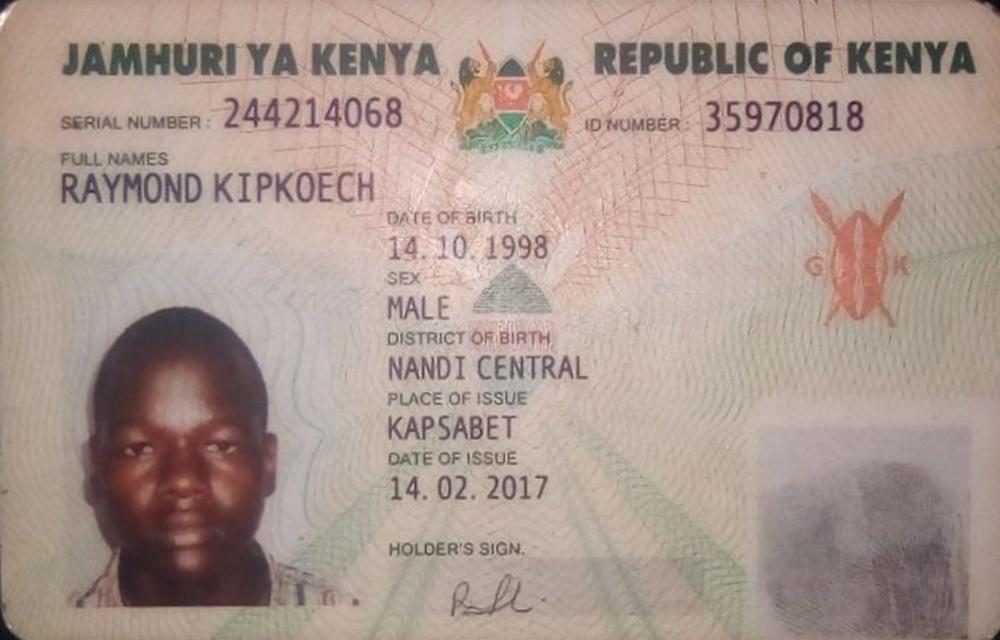 JAMHURI YA KENYA
REPUBLIC OF KENYA
SERIAL NUMBER : 244214068
ID NUMBER : 35970818
FULL NAMES
RAYMOND KIPKOECH
DATE OF BIRTH
14. 10. 1998
SEX
MALE
DISTRICT OF BIRTH
NANDI CENTRAL
PLACE OF ISSUE
KAPSABET
DATE OF ISSUE
14. 02. 2017
HOLDER'S SIGN.
G K